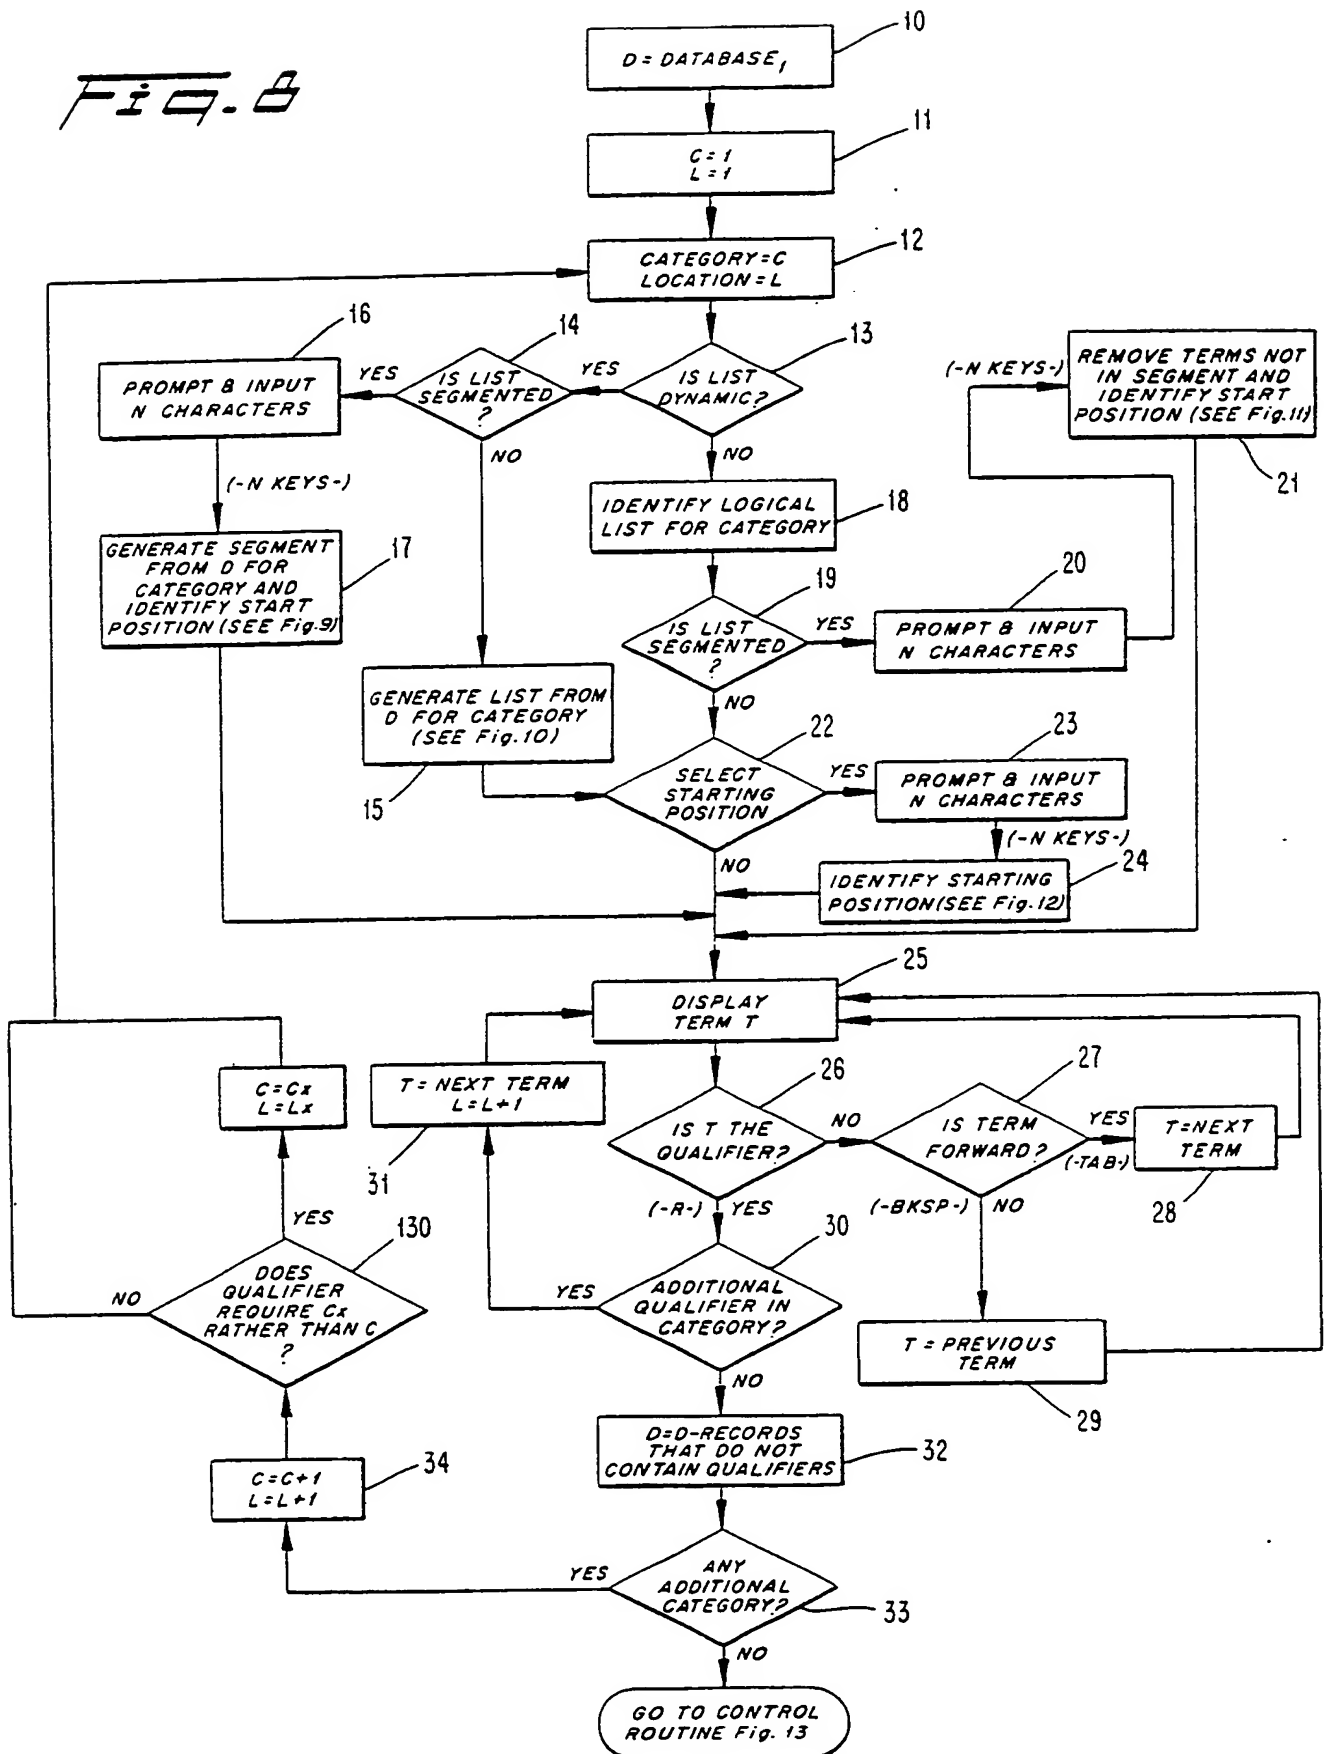 Fig. 8
10
D = DATABASE1
11
C = 1
L = 1
12
CATEGORY = C
LOCATION = L
13
IS LIST
DYNAMIC?
YES
NO
14
IS LIST
SEGMENTED
?
YES
NO
16
PROMPT & INPUT
N CHARACTERS
(-N KEYS-)
GENERATE SEGMENT
FROM D FOR
CATEGORY AND
IDENTIFY START
POSITION (SEE Fig.9)
17
GENERATE LIST FROM
D FOR CATEGORY
(SEE Fig.10)
15
IDENTIFY LOGICAL
LIST FOR CATEGORY
18
19
IS LIST
SEGMENTED
?
YES
NO
20
PROMPT & INPUT
N CHARACTERS
(-N KEYS-)
REMOVE TERMS NOT
IN SEGMENT AND
IDENTIFY START
POSITION (SEE Fig.11)
21
22
SELECT
STARTING
POSITION
YES
NO
23
PROMPT & INPUT
N CHARACTERS
(-N KEYS-)
24
IDENTIFY STARTING
POSITION (SEE Fig.12)
25
DISPLAY
TERM T
26
IS T THE
QUALIFIER?
NO
(-R-) YES
27
IS TERM
FORWARD?
YES
(-TAB-)
T=NEXT
TERM
28
(-BKSP-) NO
T = PREVIOUS
TERM
29
30
ADDITIONAL
QUALIFIER IN
CATEGORY?
YES
NO
T = NEXT TERM
L = L+1
31
D=D-RECORDS
THAT DO NOT
CONTAIN QUALIFIERS
32
ANY
ADDITIONAL
CATEGORY?
33
YES
NO
C = C+1
L = L+1
34
130
DOES
QUALIFIER
REQUIRE Cx
RATHER THAN C
?
NO
YES
C = Cx
L = Lx
GO TO CONTROL
ROUTINE Fig. 13